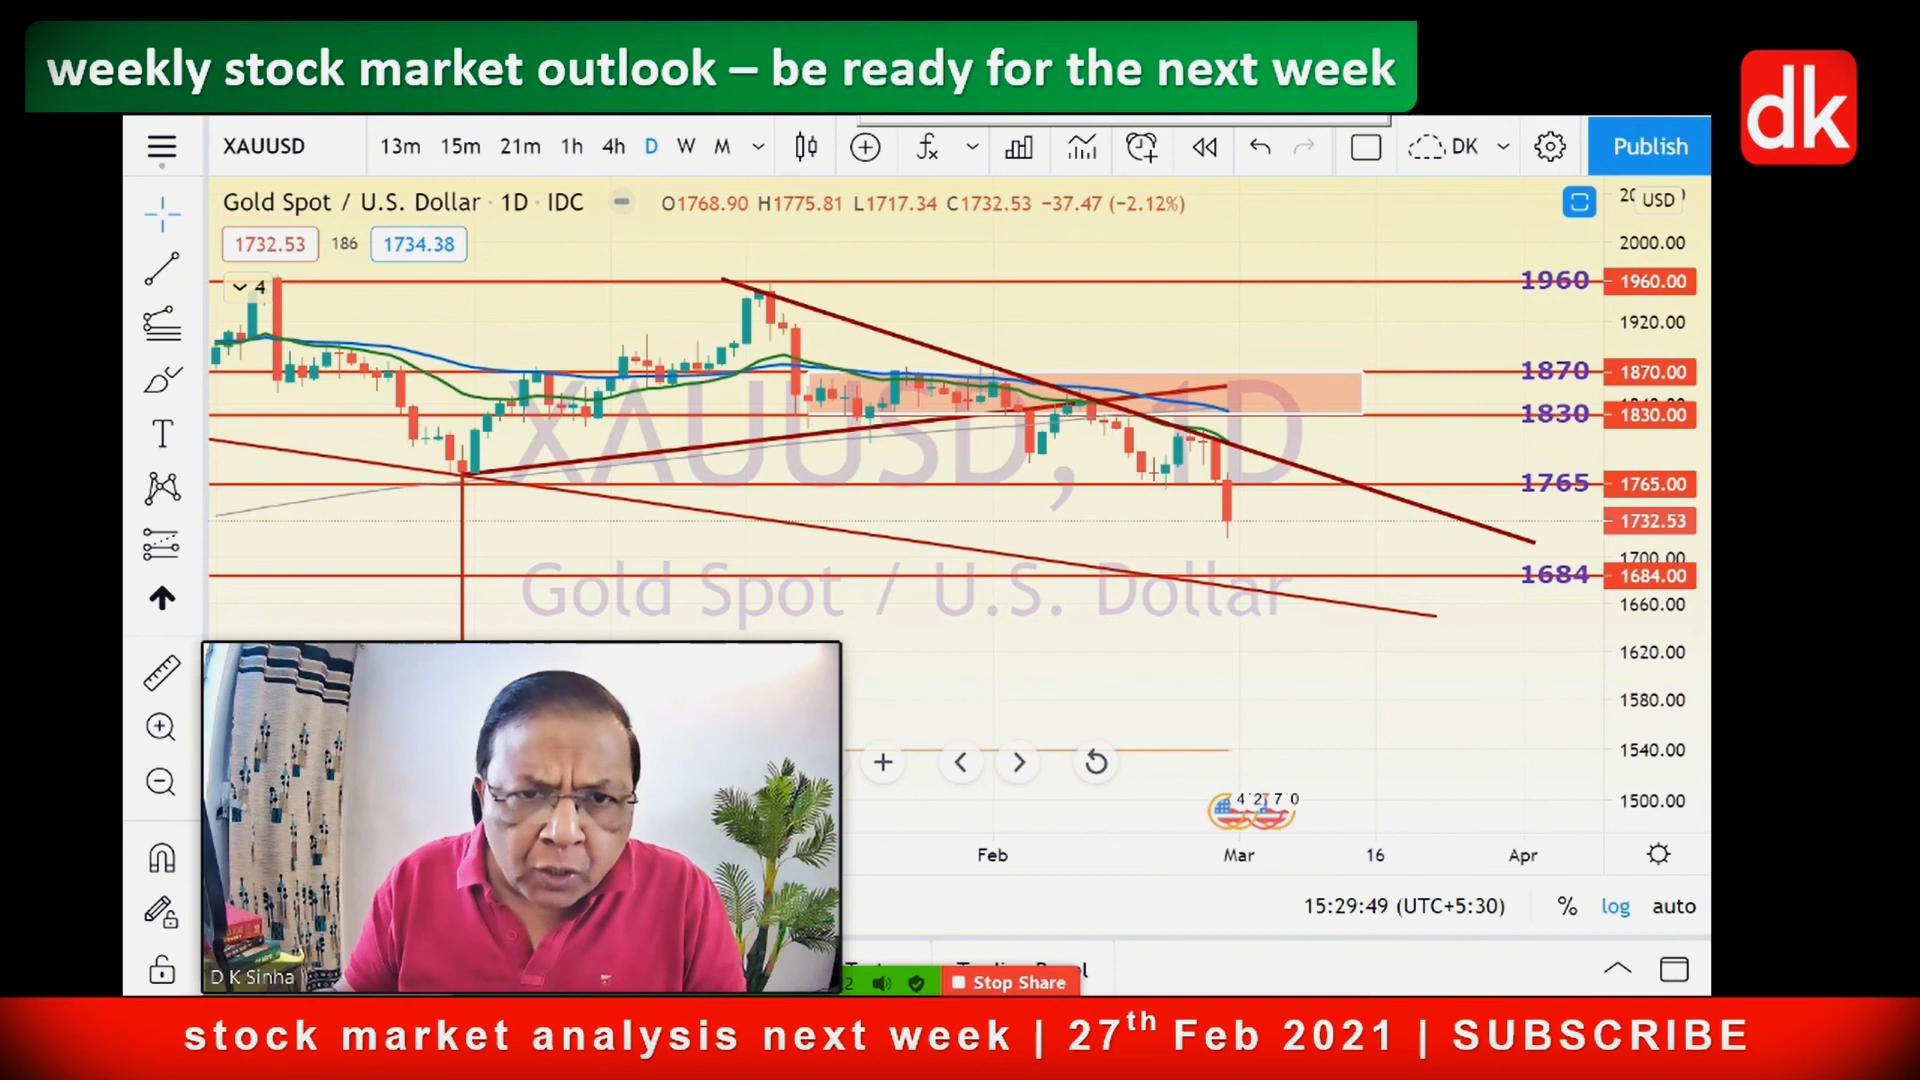 weekly stock market outlook – be ready for the next week
dk
XAUUSD 13m 15m 21m 1h 4h D W M fx DK Publish
Gold Spot / U.S. Dollar · 1D · IDC O1768.90 H1775.81 L1717.34 C1732.53 −37.47 (−2.12%)
USD
1732.53 186 1734.38
2000.00
4
1960 1960.00
1920.00
1870 1870.00
1830 1830.00
XAUUSD, 1D
1765 1765.00
1732.53
1700.00
1684 1684.00
Gold Spot / U.S. Dollar
1660.00
1620.00
1580.00
1540.00
1500.00
Feb Mar 16 Apr
15:29:49 (UTC+5:30) % log auto
D K Sinha
Stop Share
stock market analysis next week | 27th Feb 2021 | SUBSCRIBE